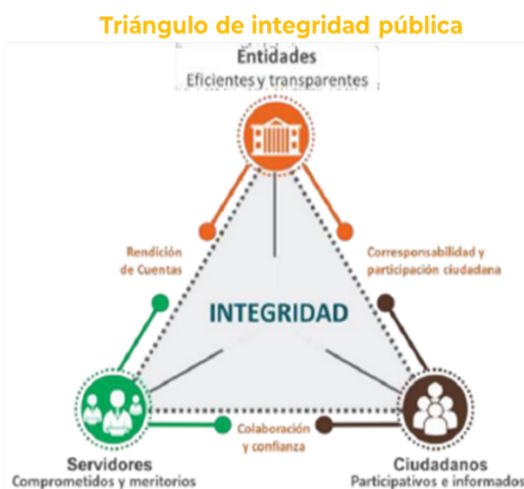 Triángulo de integridad pública
Entidades
Eficientes y transparentes
Rendición
de Cuentas
Corresponsabilidad y
participación ciudadana
INTEGRIDAD
Colaboración
y confianza
Servidores
Comprometidos y meritorios
Ciudadanos
Participativos e informados